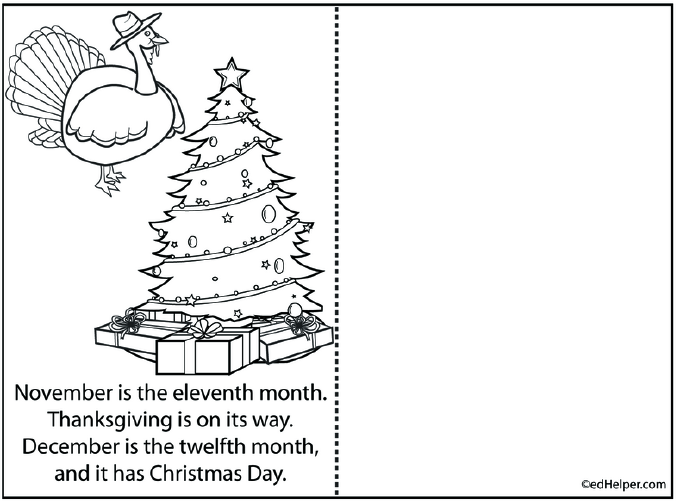 November is the eleventh month.
Thanksgiving is on its way.
December is the twelfth month,
and it has Christmas Day.
©edHelper.com